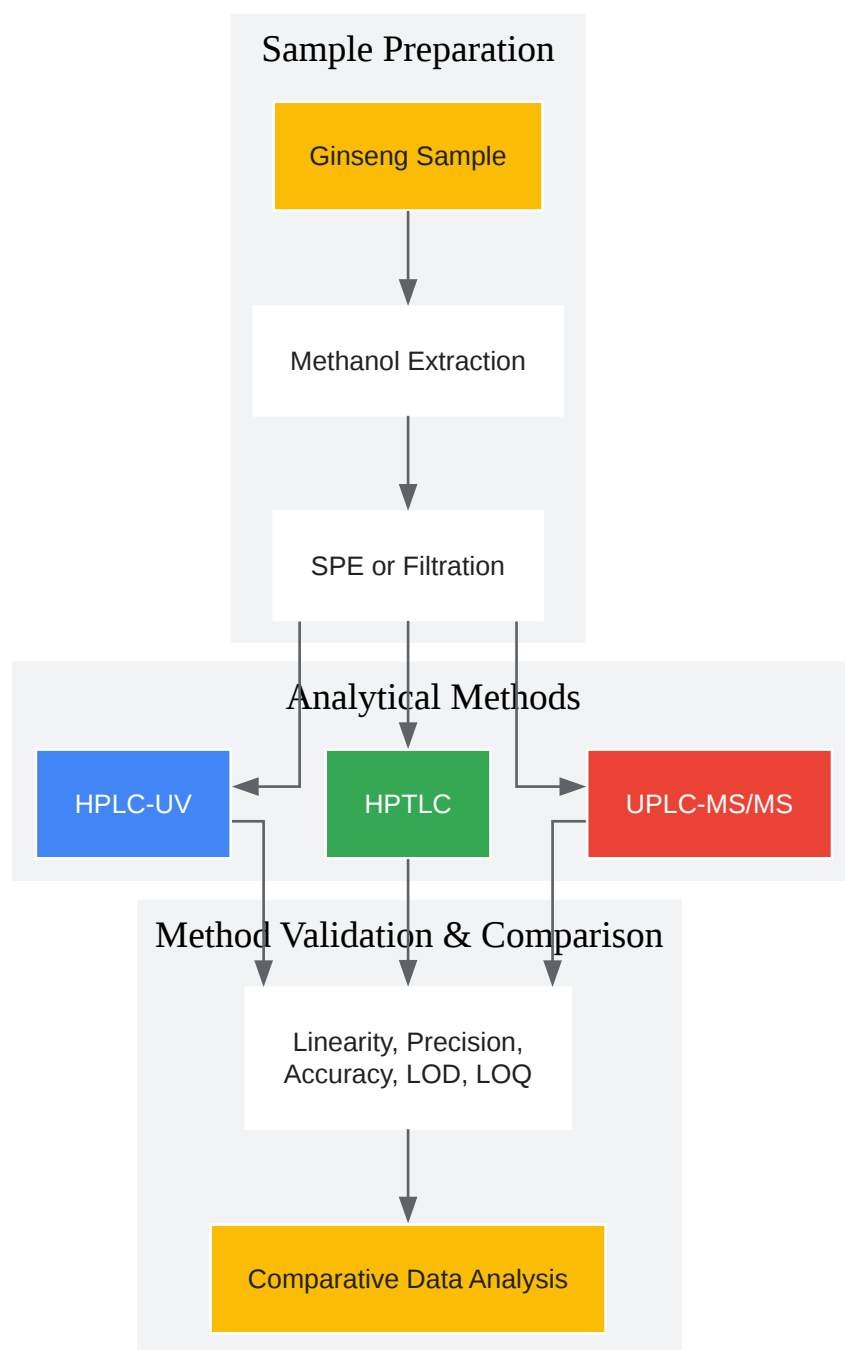 Sample Preparation
Ginseng Sample
Methanol Extraction
SPE or Filtration
Analytical Methods
HPLC-UV
HPTLC
UPLC-MS/MS
Method Validation & Comparison
Linearity, Precision,
Accuracy, LOD, LOQ
Comparative Data Analysis